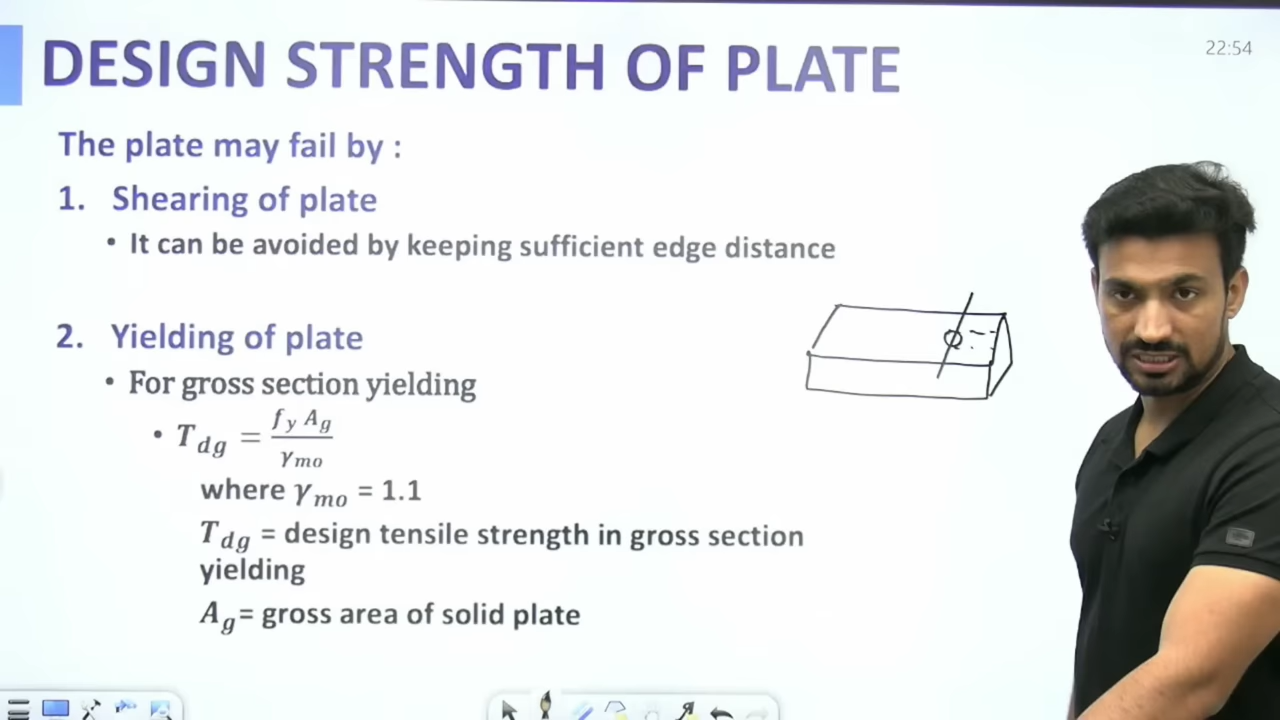 DESIGN STRENGTH OF PLATE
22:54
The plate may fail by :
1. Shearing of plate
• It can be avoided by keeping sufficient edge distance
2. Yielding of plate
• For gross section yielding
• T_dg = f_y A_g / γ_mo
where γ_mo = 1.1
T_dg = design tensile strength in gross section
yielding
A_g= gross area of solid plate